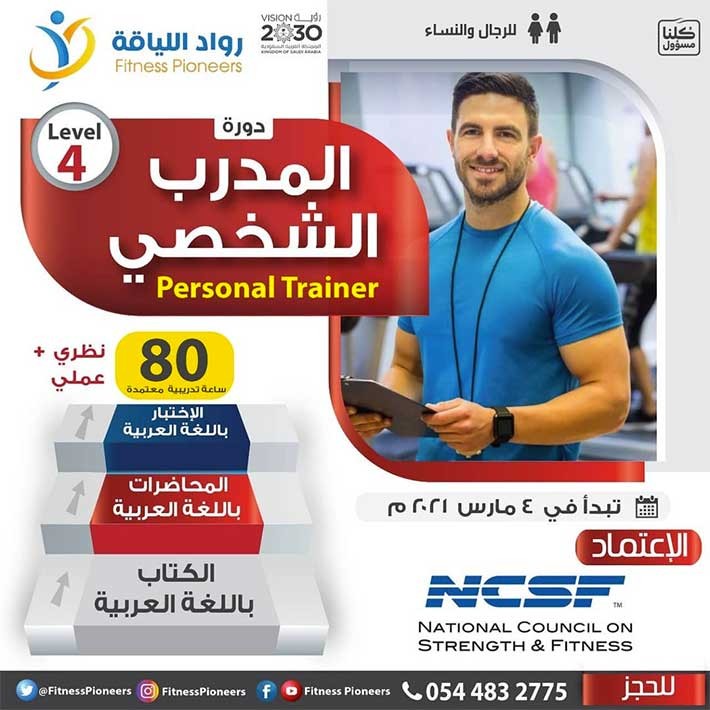 رواد اللياقة
Fitness Pioneers
VISION رؤية
2030
المملكة العربية السعودية
KINGDOM OF SAUDI ARABIA
للرجال والنساء
كلنا
مسؤول
Level
4
دورة
المدرب
الشخصي
Personal Trainer
80
ساعة تدريبية معتمدة
نظري +
عملي
الإختبار
باللغة العربية
المحاضرات
باللغة العربية
الكتاب
باللغة العربية
تبدأ في ٤ مارس ٢٠٢١ م
الإعتماد
NCSF™
NATIONAL COUNCIL ON
STRENGTH & FITNESS
@FitnessPioneers FitnessPioneers Fitness Pioneers 054 483 2775 للحجز